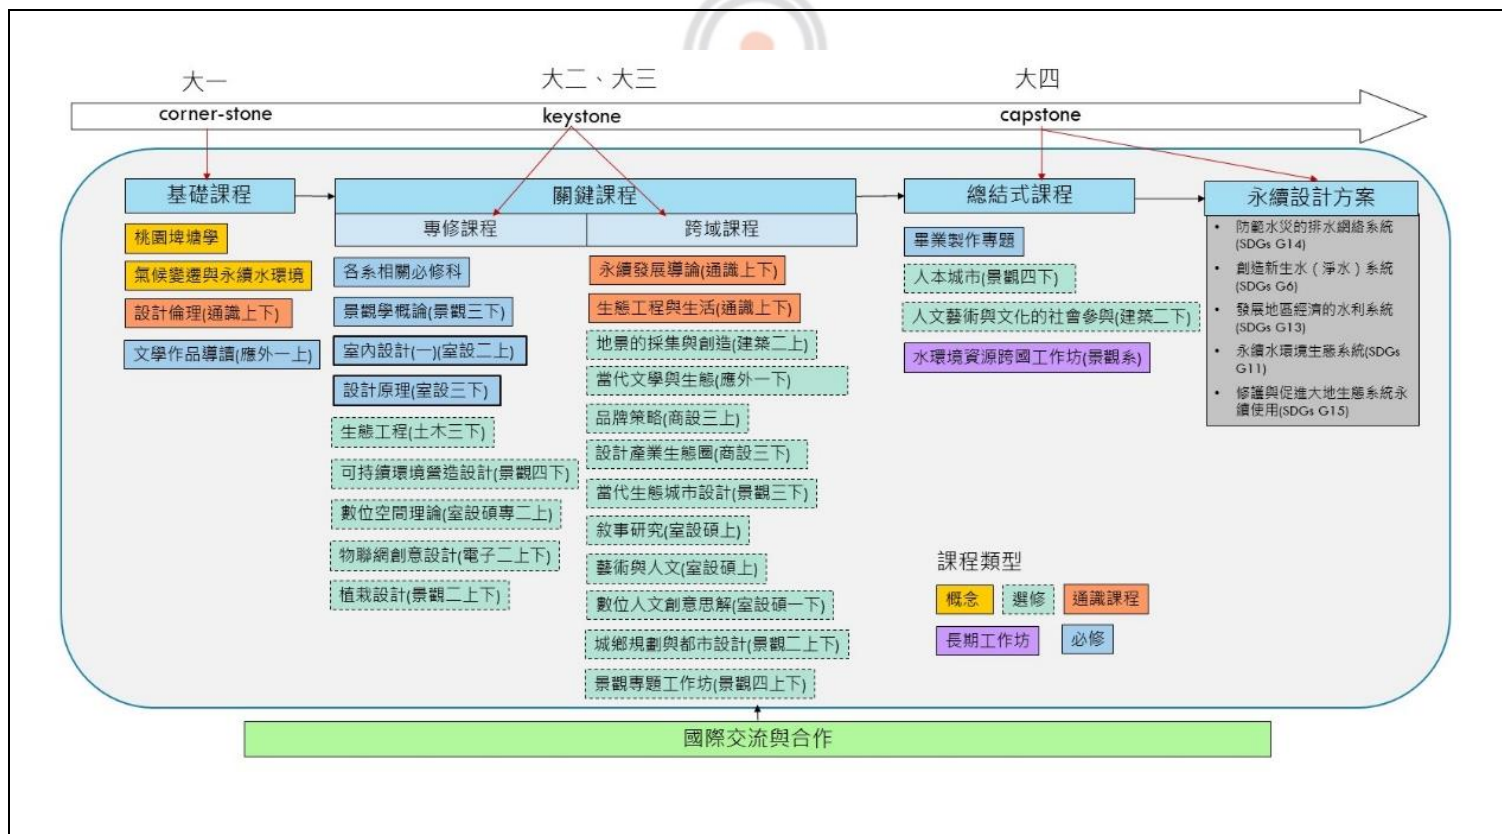 大一
大二、大三
大四
corner-stone
keystone
capstone
基礎課程
桃園埤塘學
氣候變遷與永續水環境
設計倫理(通識上下)
文學作品導讀(應外一上)
關鍵課程
專修課程
各系相關必修科
景觀學概論(景觀三下)
室內設計(一)(室設二上)
設計原理(室設三下)
生態工程(土木三下)
可持續環境營造設計(景觀四下)
數位空間理論(室設碩專二上)
物聯網創意設計(電子二上下)
植栽設計(景觀二上下)
跨域課程
永續發展導論(通識上下)
生態工程與生活(通識上下)
地景的採集與創造(建築二上)
當代文學與生態(應外一下)
品牌策略(商設三上)
設計產業生態圈(商設三下)
當代生態城市設計(景觀三下)
敘事研究(室設碩上)
藝術與人文(室設碩上)
數位人文創意思解(室設碩一下)
城鄉規劃與都市設計(景觀二上下)
景觀專題工作坊(景觀四上下)
總結式課程
畢業製作專題
人本城市(景觀四下)
人文藝術與文化的社會參與(建築二下)
水環境資源跨國工作坊(景觀系)
永續設計方案
• 防範水災的排水網絡系統
(SDGs G14)
• 創造新生水（淨水）系統
(SDGs G6)
• 發展地區經濟的水利系統
(SDGs G13)
• 永續水環境生態系統(SDGs
G11)
• 修護與促進大地生態系統永
續使用(SDGs G15)
課程類型
概念
選修
通識課程
長期工作坊
必修
國際交流與合作